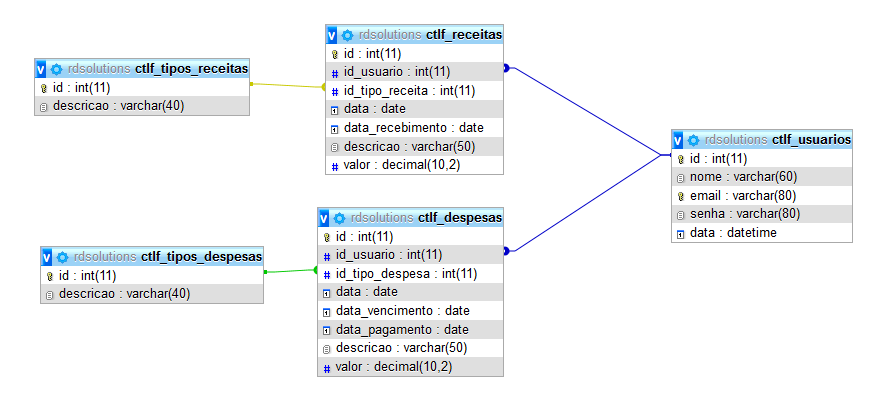 rdsolutions ctlf_tipos_receitas
id : int(11)
descricao : varchar(40)
rdsolutions ctlf_receitas
id : int(11)
id_usuario : int(11)
id_tipo_receita : int(11)
data : date
data_recebimento : date
descricao : varchar(50)
valor : decimal(10,2)
rdsolutions ctlf_tipos_despesas
id : int(11)
descricao : varchar(40)
rdsolutions ctlf_despesas
id : int(11)
id_usuario : int(11)
id_tipo_despesa : int(11)
data : date
data_vencimento : date
data_pagamento : date
descricao : varchar(50)
valor : decimal(10,2)
rdsolutions ctlf_usuarios
id : int(11)
nome : varchar(60)
email : varchar(80)
senha : varchar(80)
data : datetime